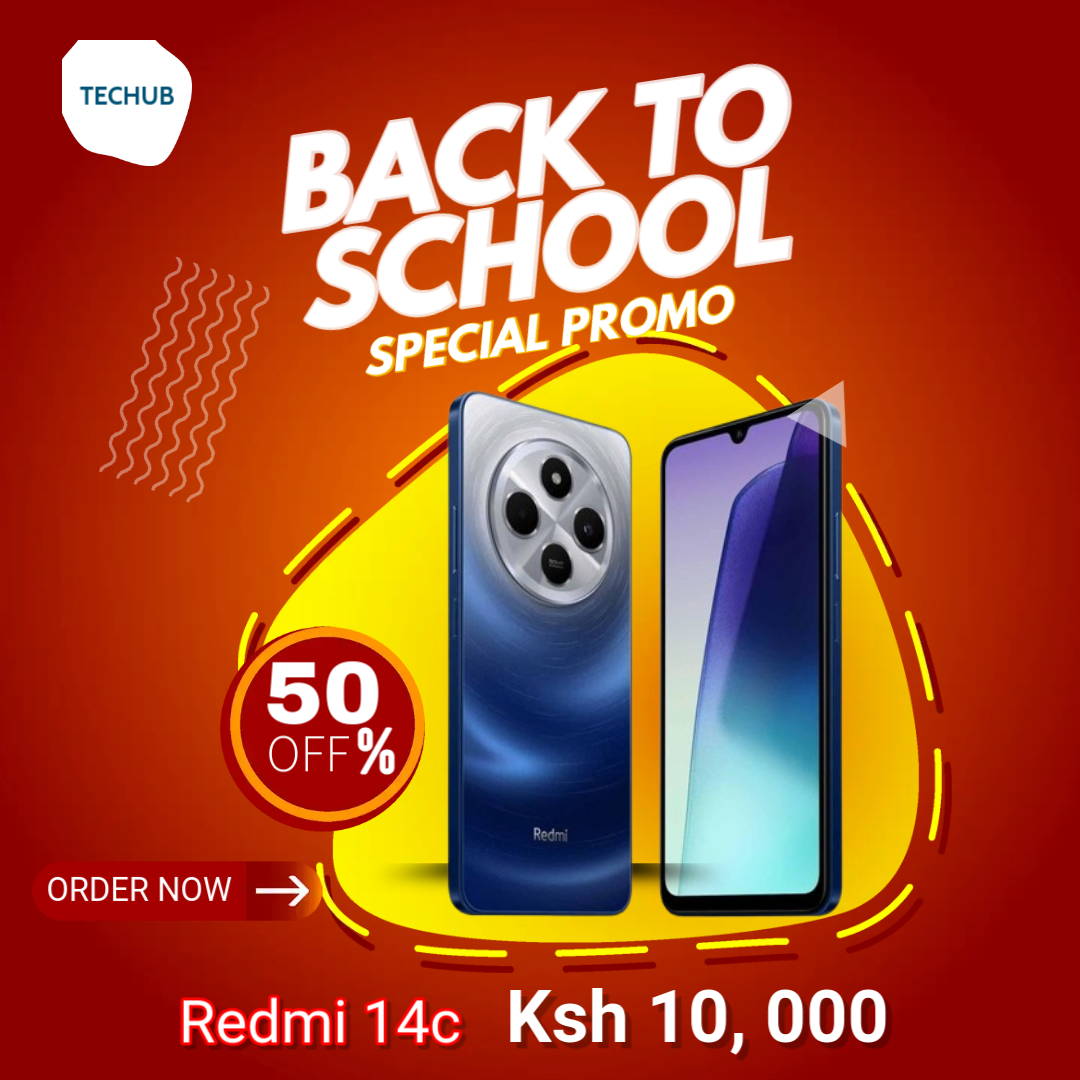 TECHUB
BACK TO
SCHOOL
SPECIAL PROMO
50
OFF%
Redmi
ORDER NOW
Redmi 14c Ksh 10, 000